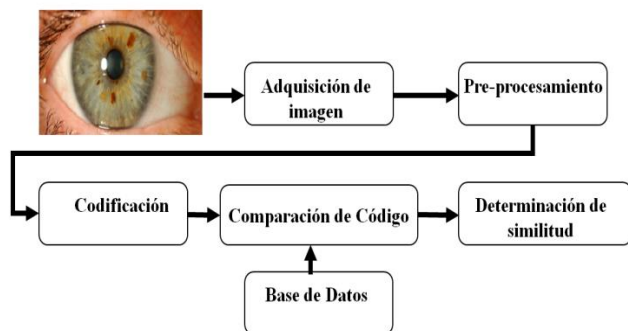 Adquisición de
imagen
Pre-procesamiento
Codificación
Comparación de Código
Determinación de
similitud
Base de Datos